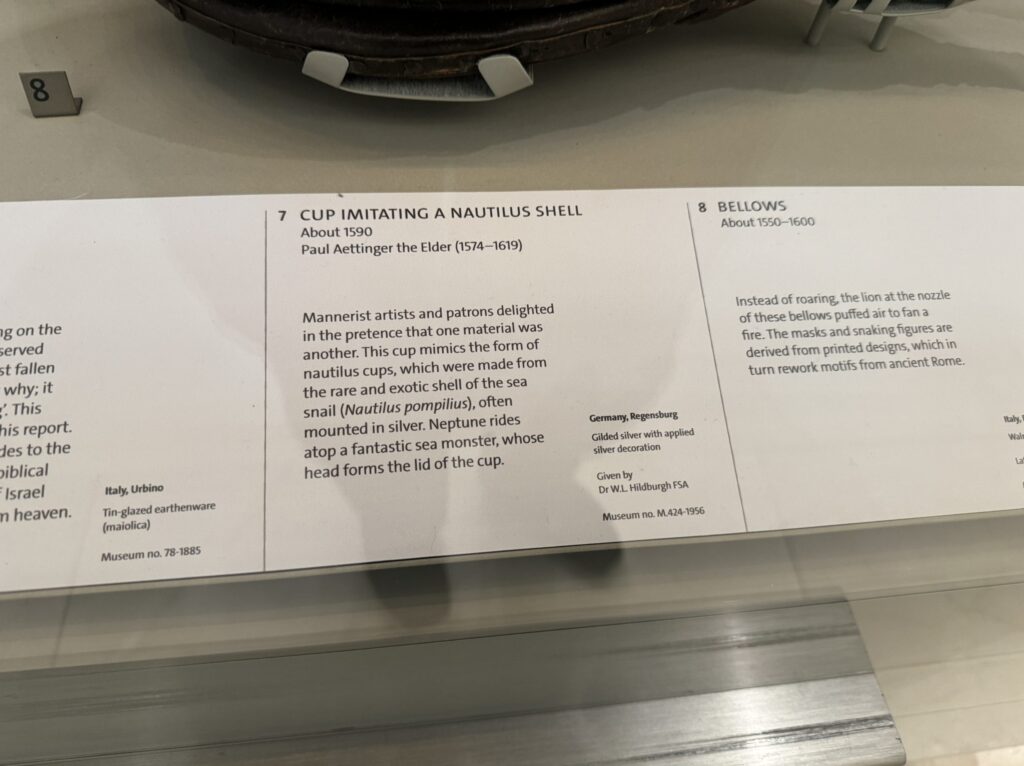 8
ng on the
served
st fallen
why; it
g'. This
his report.
des to the
biblical
f Israel
m heaven.
Italy, Urbino
Tin-glazed earthenware
(maiolica)
Museum no. 78-1885
7 CUP IMITATING A NAUTILUS SHELL
About 1590
Paul Aettinger the Elder (1574–1619)
Mannerist artists and patrons delighted
in the pretence that one material was
another. This cup mimics the form of
nautilus cups, which were made from
the rare and exotic shell of the sea
snail (Nautilus pompilius), often
mounted in silver. Neptune rides
atop a fantastic sea monster, whose
head forms the lid of the cup.
Germany, Regensburg
Gilded silver with applied
silver decoration
Given by
Dr W.L. Hildburgh FSA
Museum no. M.424-1956
8 BELLOWS
About 1550–1600
Instead of roaring, the lion at the nozzle
of these bellows puffed air to fan a
fire. The masks and snaking figures are
derived from printed designs, which in
turn rework motifs from ancient Rome.
Italy,